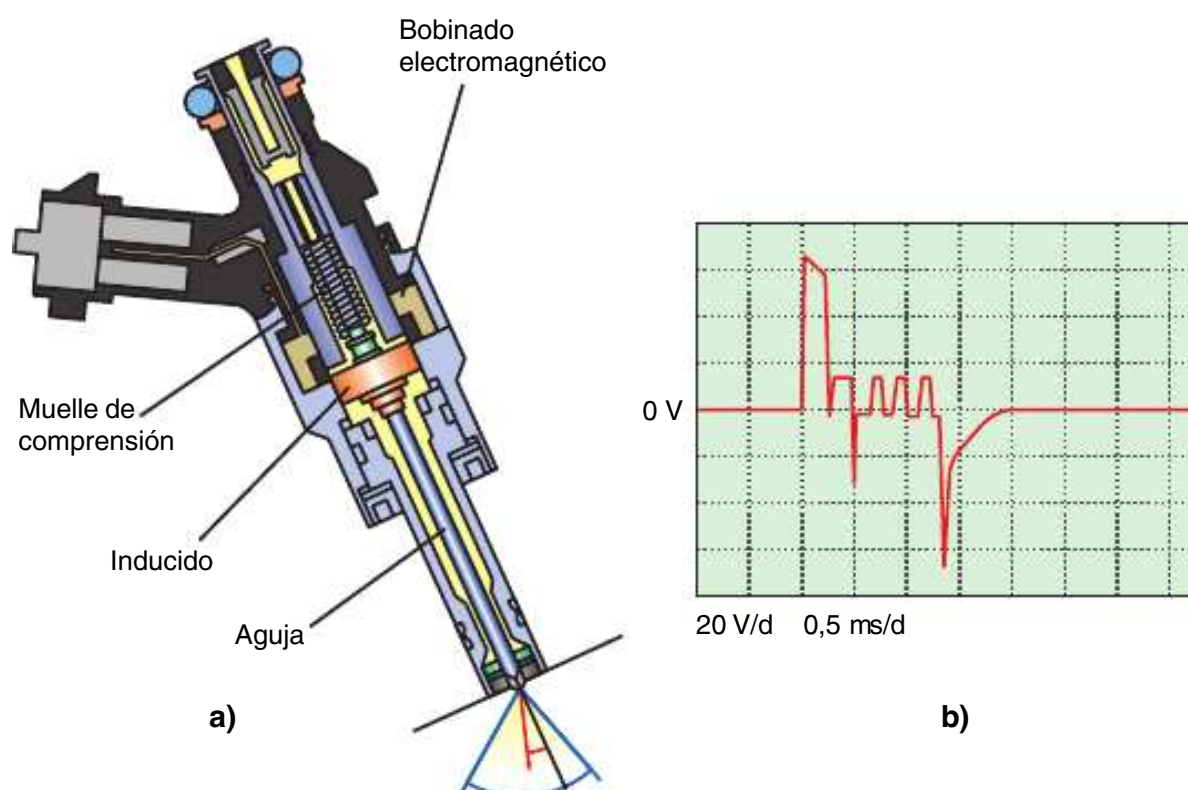 Bobinado
electromagnético
Muelle de
comprensión
Inducido
Aguja
a)
0 V
20 V/d 0,5 ms/d
b)